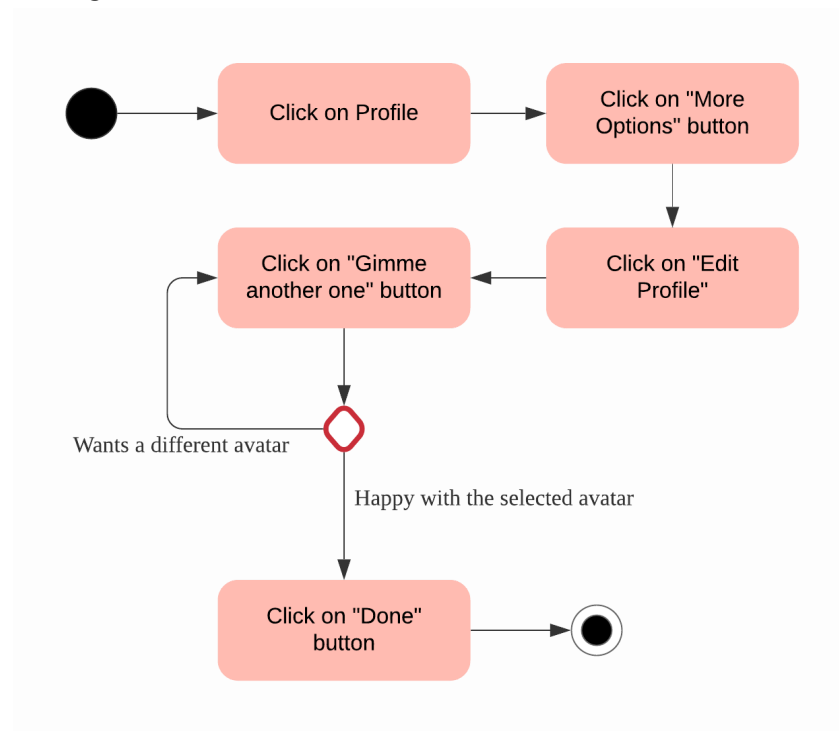 Click on Profile
Click on "More
Options" button
Click on "Gimme
another one" button
Click on "Edit
Profile"
Wants a different avatar
Happy with the selected avatar
Click on "Done"
button